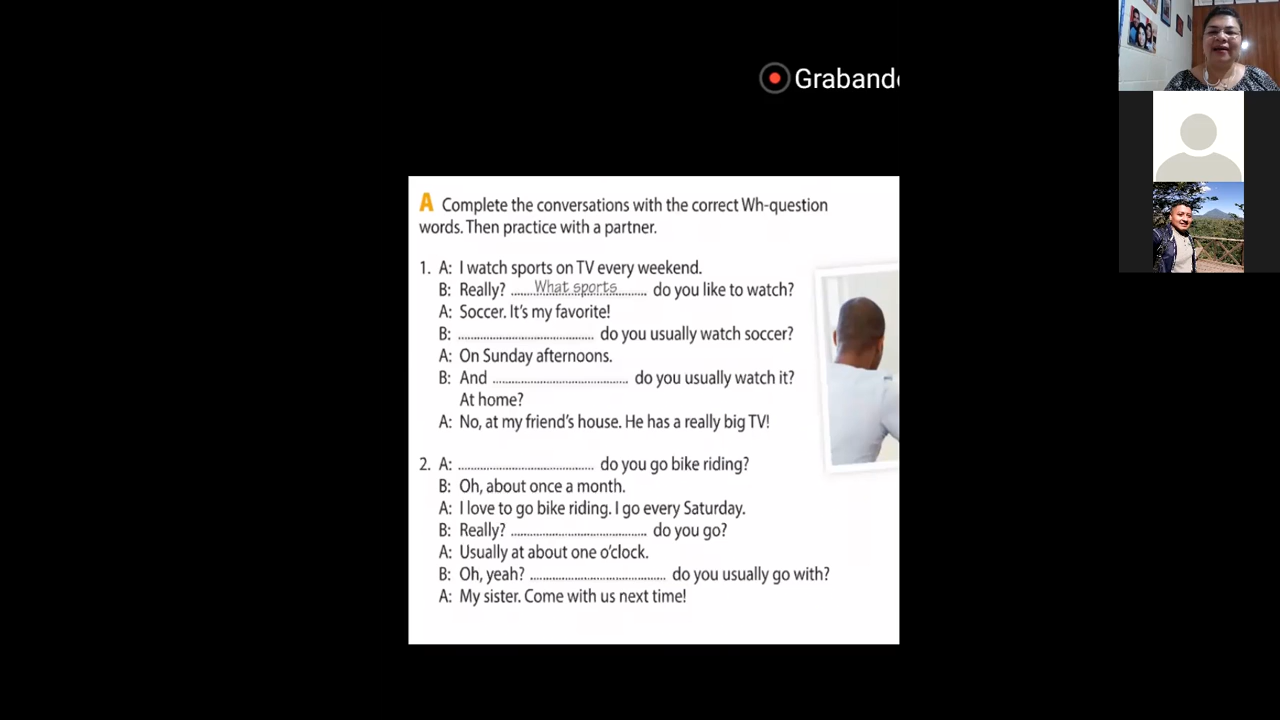 Grabando
A Complete the conversations with the correct Wh-question
words. Then practice with a partner.
1. A: I watch sports on TV every weekend.
B: Really? What sports do you like to watch?
A: Soccer. It's my favorite!
B: ........................................ do you usually watch soccer?
A: On Sunday afternoons.
B: And ........................................ do you usually watch it?
At home?
A: No, at my friend's house. He has a really big TV!
2. A: ........................................ do you go bike riding?
B: Oh, about once a month.
A: I love to go bike riding. I go every Saturday.
B: Really? ........................................ do you go?
A: Usually at about one o'clock.
B: Oh, yeah? ........................................ do you usually go with?
A: My sister. Come with us next time!